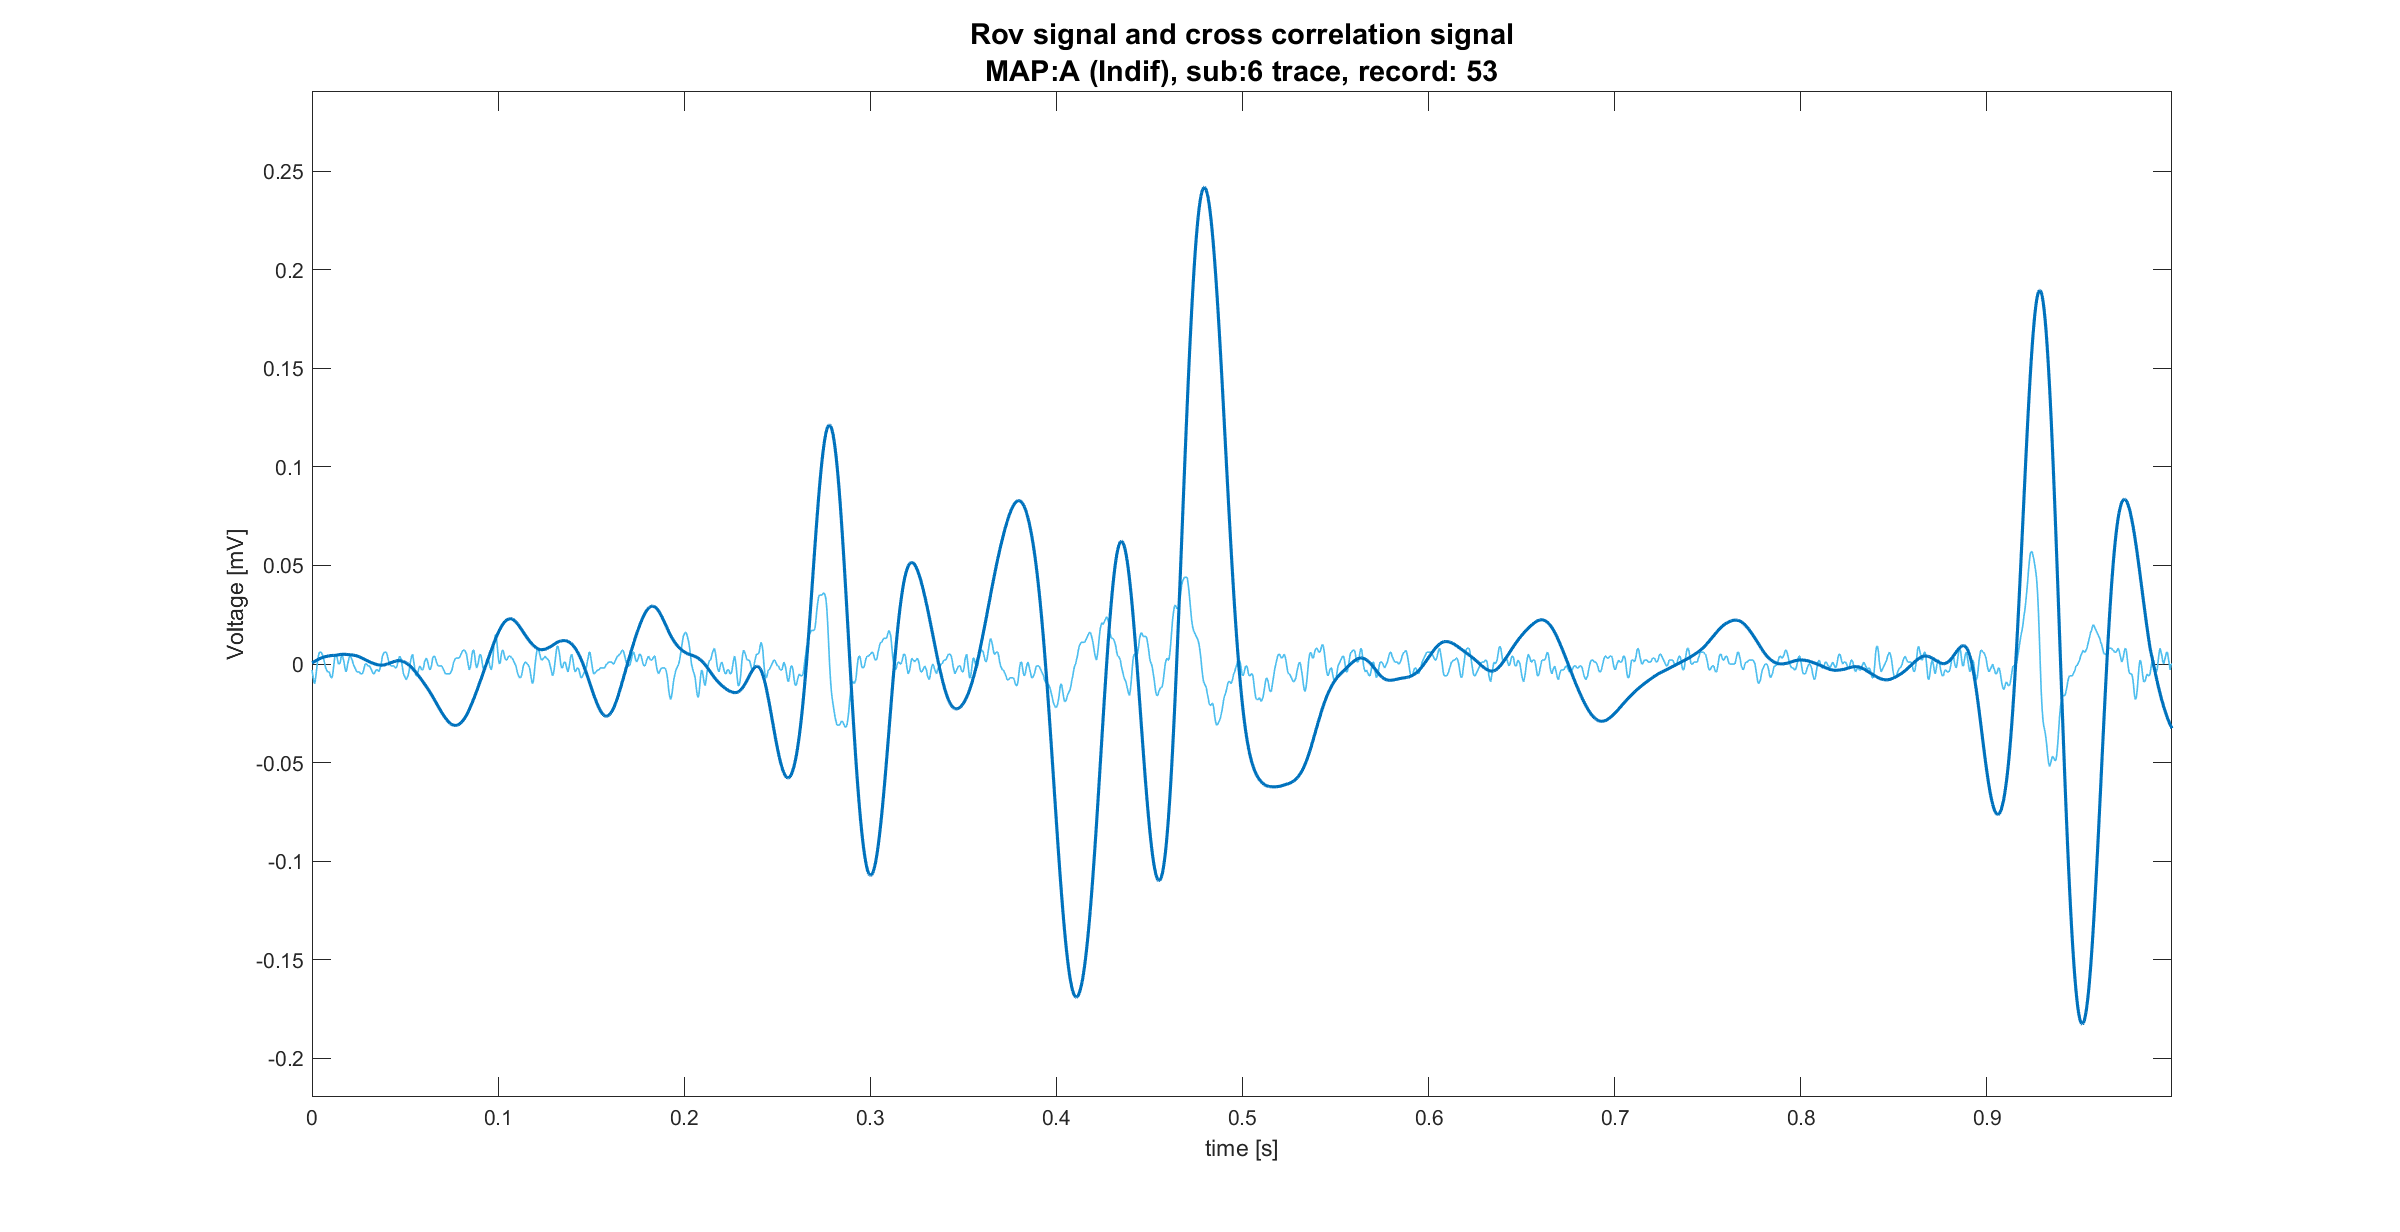 Rov signal and cross correlation signal
MAP:A (Indif), sub:6 trace, record: 53
0.25
0.2
0.15
0.1
0.05
0
-0.05
-0.1
-0.15
-0.2
Voltage [mV]
0 0.1 0.2 0.3 0.4 0.5 0.6 0.7 0.8 0.9
time [s]